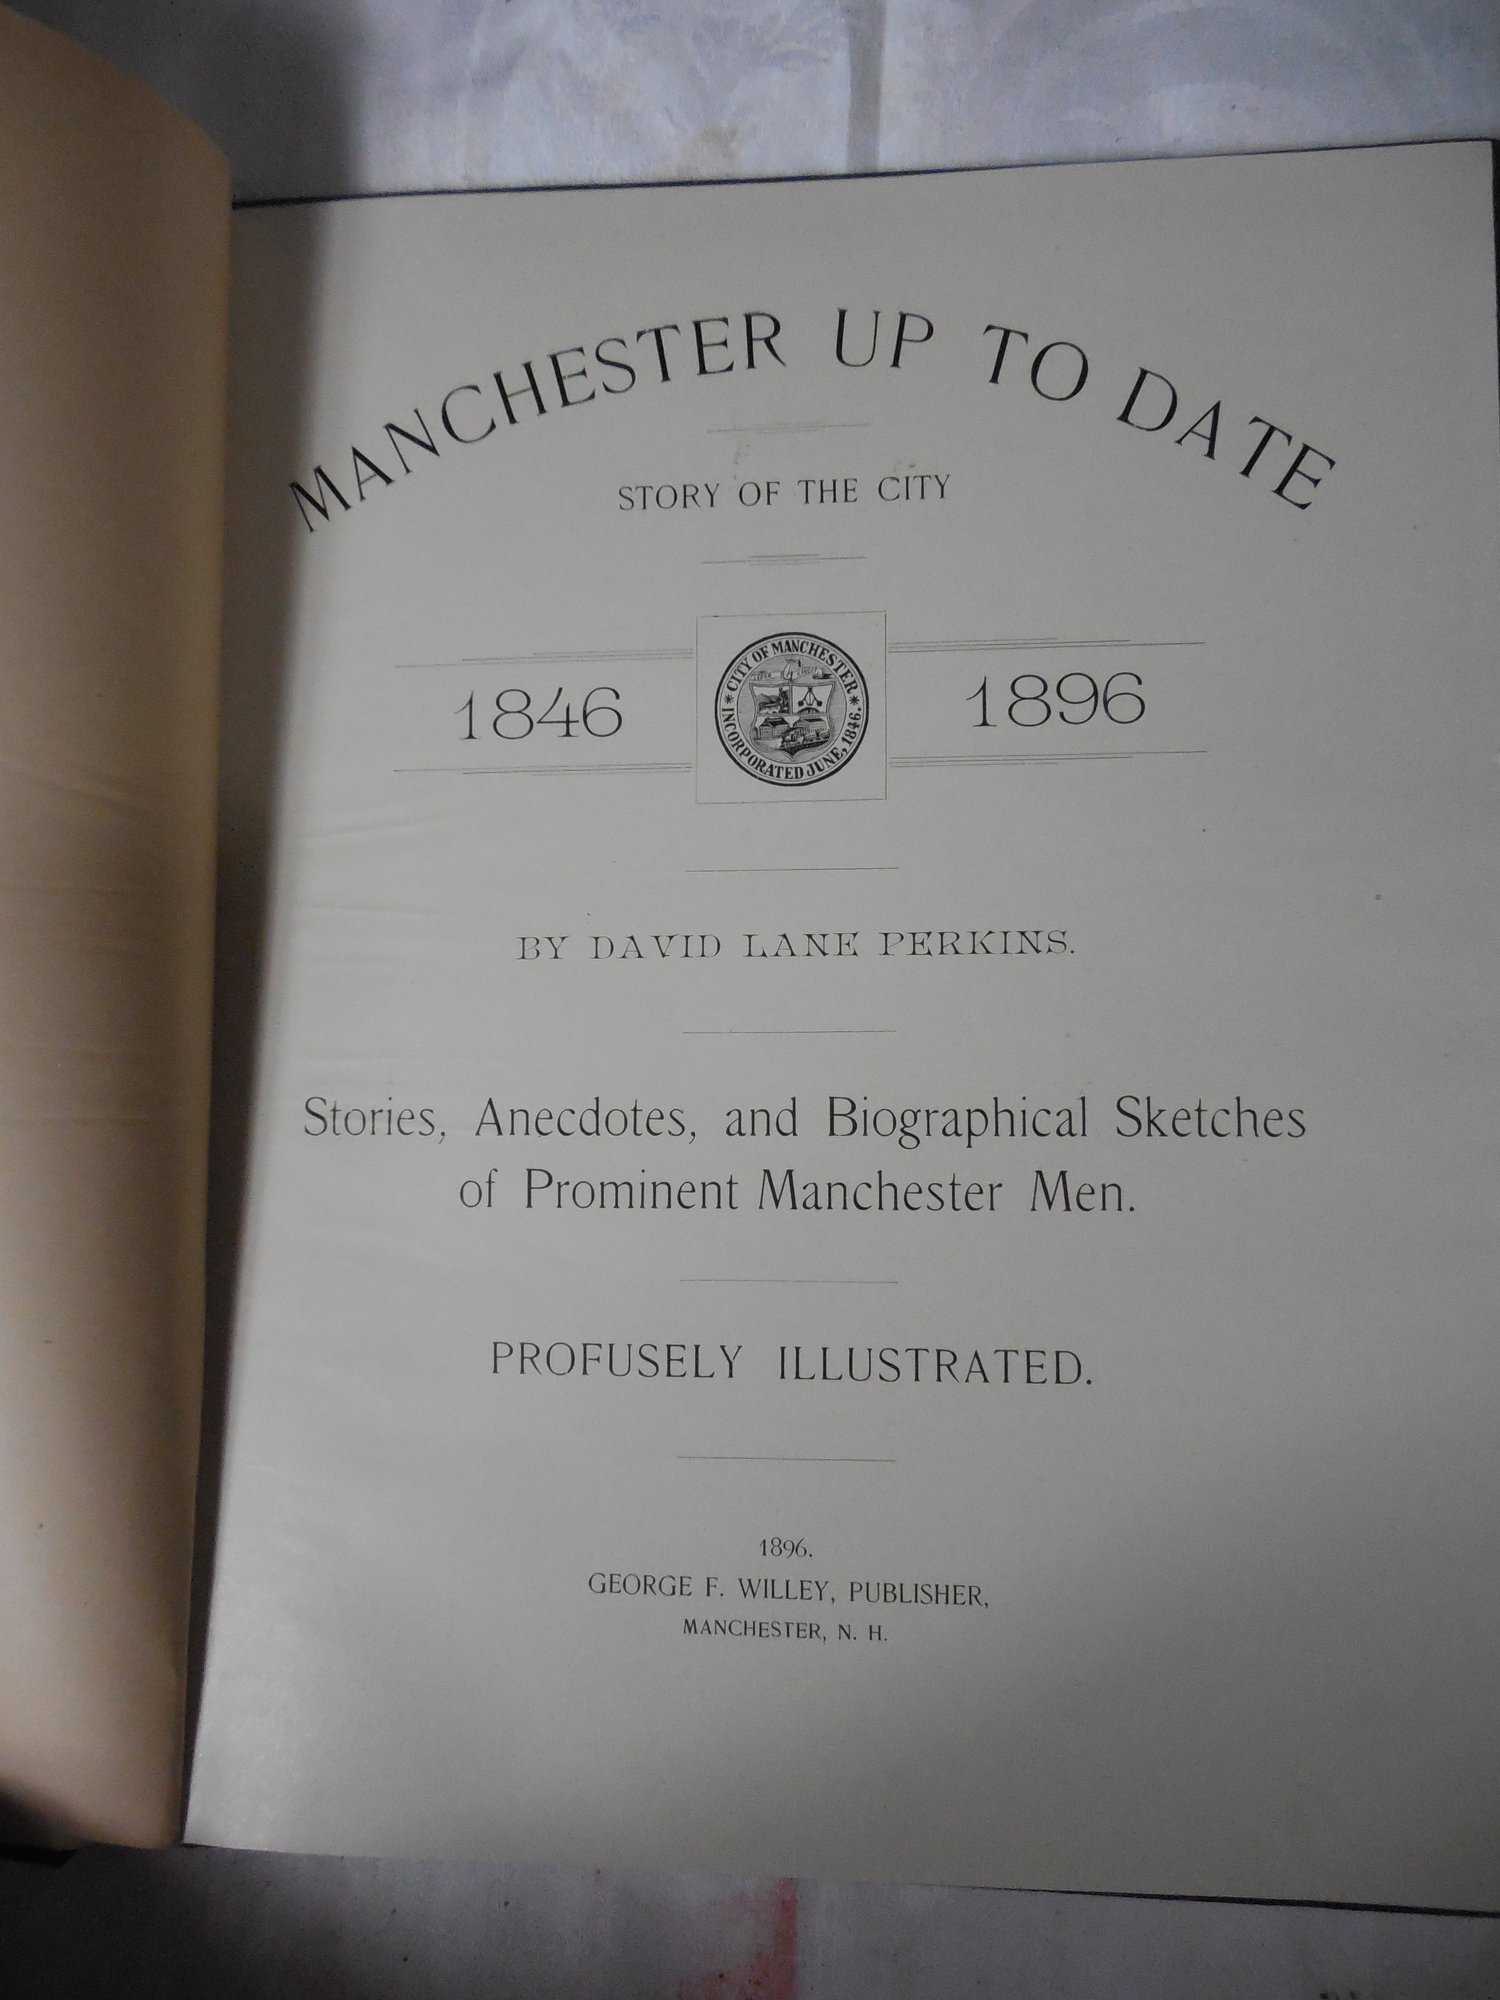 MANCHESTER UP TO DATE
STORY OF THE CITY
1846
CITY OF MANCHESTER
INCORPORATED JUNE, 1846.
1896
BY DAVID LANE PERKINS.
Stories, Anecdotes, and Biographical Sketches
of Prominent Manchester Men.
PROFUSELY ILLUSTRATED.
1896.
GEORGE F. WILLEY, PUBLISHER,
MANCHESTER, N. H.